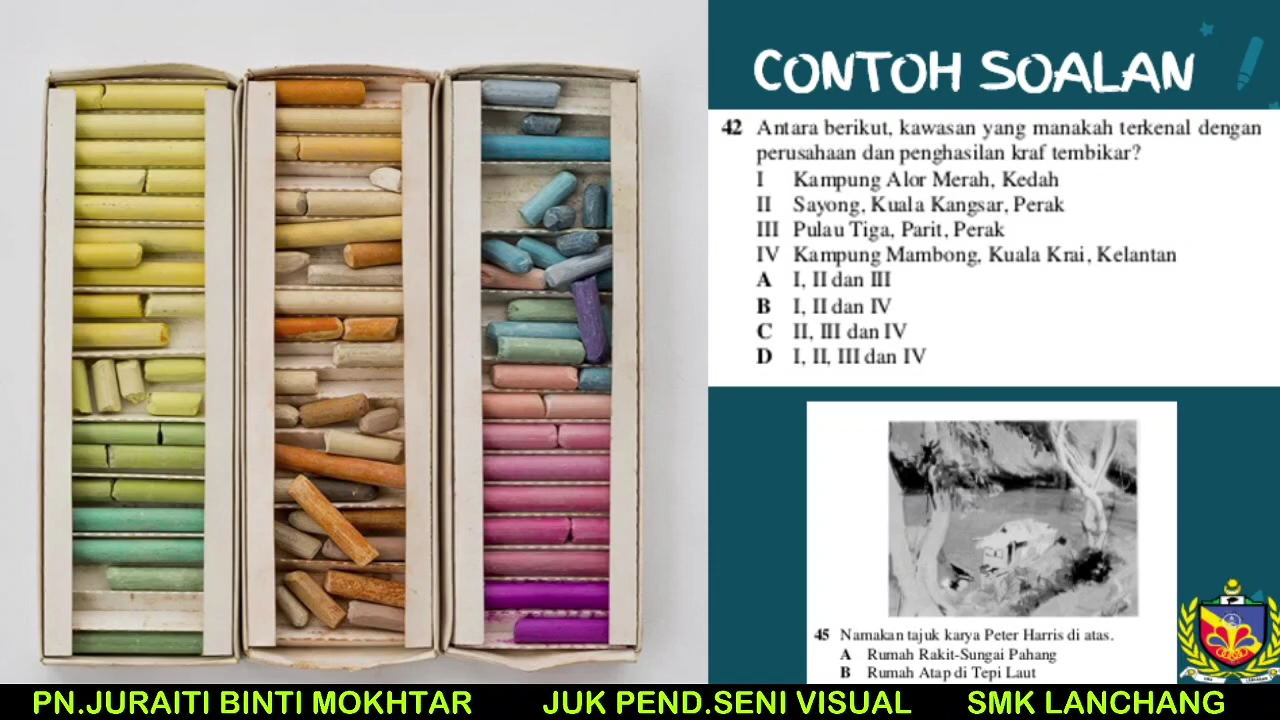 CONTOH SOALAN
42 Antara berikut, kawasan yang manakah terkenal dengan
perusahaan dan penghasilan kraf tembikar?
I Kampung Alor Merah, Kedah
II Sayong, Kuala Kangsar, Perak
III Pulau Tiga, Parit, Perak
IV Kampung Mambong, Kuala Krai, Kelantan
A I, II dan III
B I, II dan IV
C II, III dan IV
D I, II, III dan IV
45 Namakan tajuk karya Peter Harris di atas.
A Rumah Rakit-Sungai Pahang
B Rumah Atap di Tepi Laut
PN.JURAITI BINTI MOKHTAR JUK PEND.SENI VISUAL SMK LANCHANG